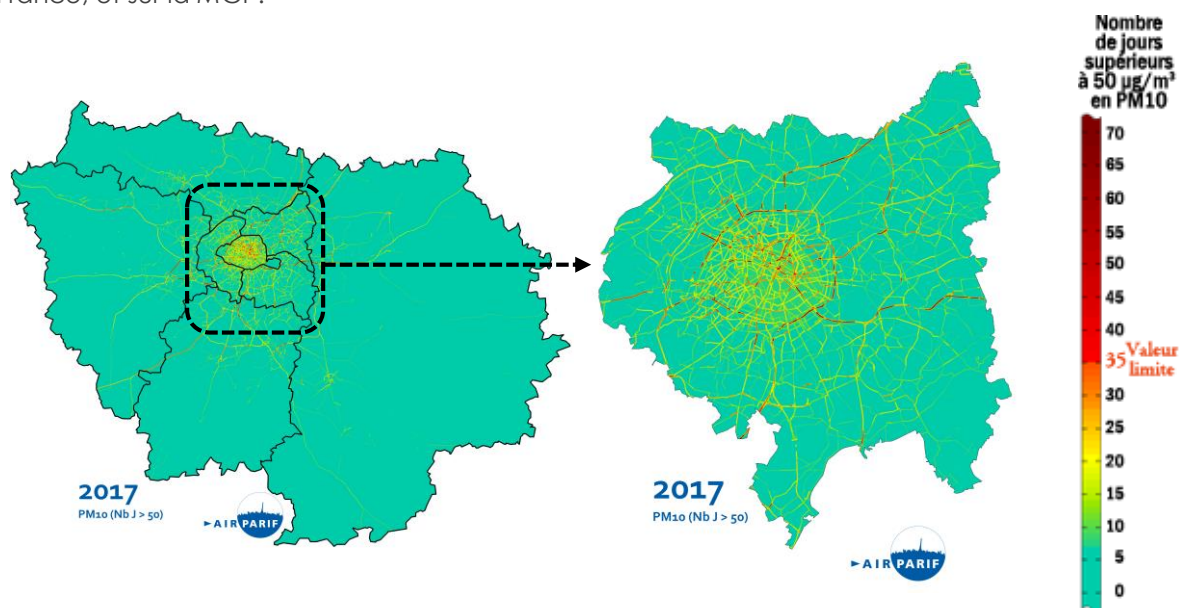 Nombre
de jours
supérieurs
à 50 µg/m³
en PM10
70
65
60
55
50
45
40
35 Valeur
limite
30
25
20
15
10
5
0
2017
PM10 (Nb J > 50)
AIRPARIF
2017
PM10 (Nb J > 50)
AIRPARIF